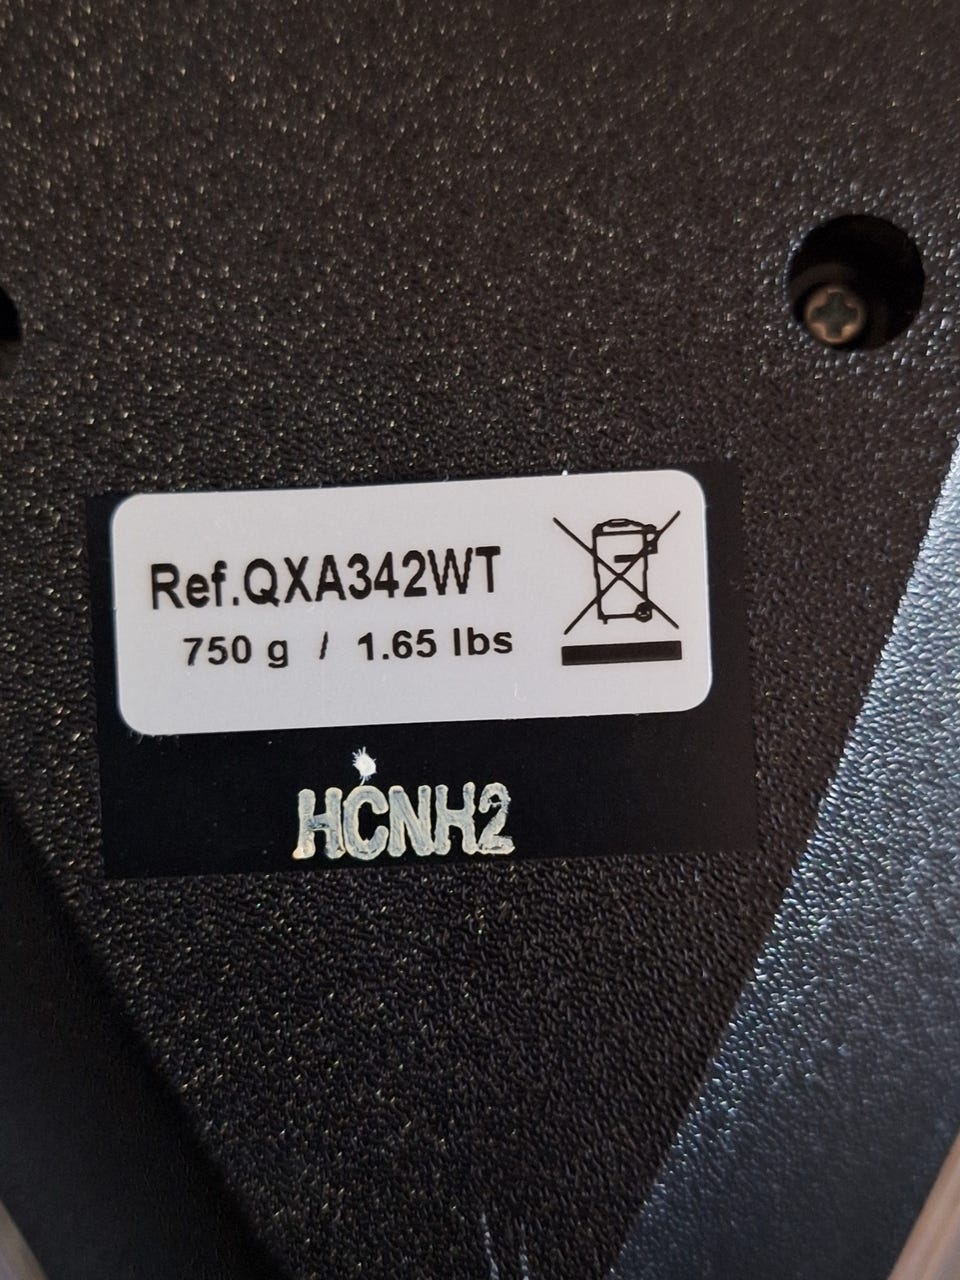 Ref.QXA342WT
750 g / 1.65 lbs
HCNH2